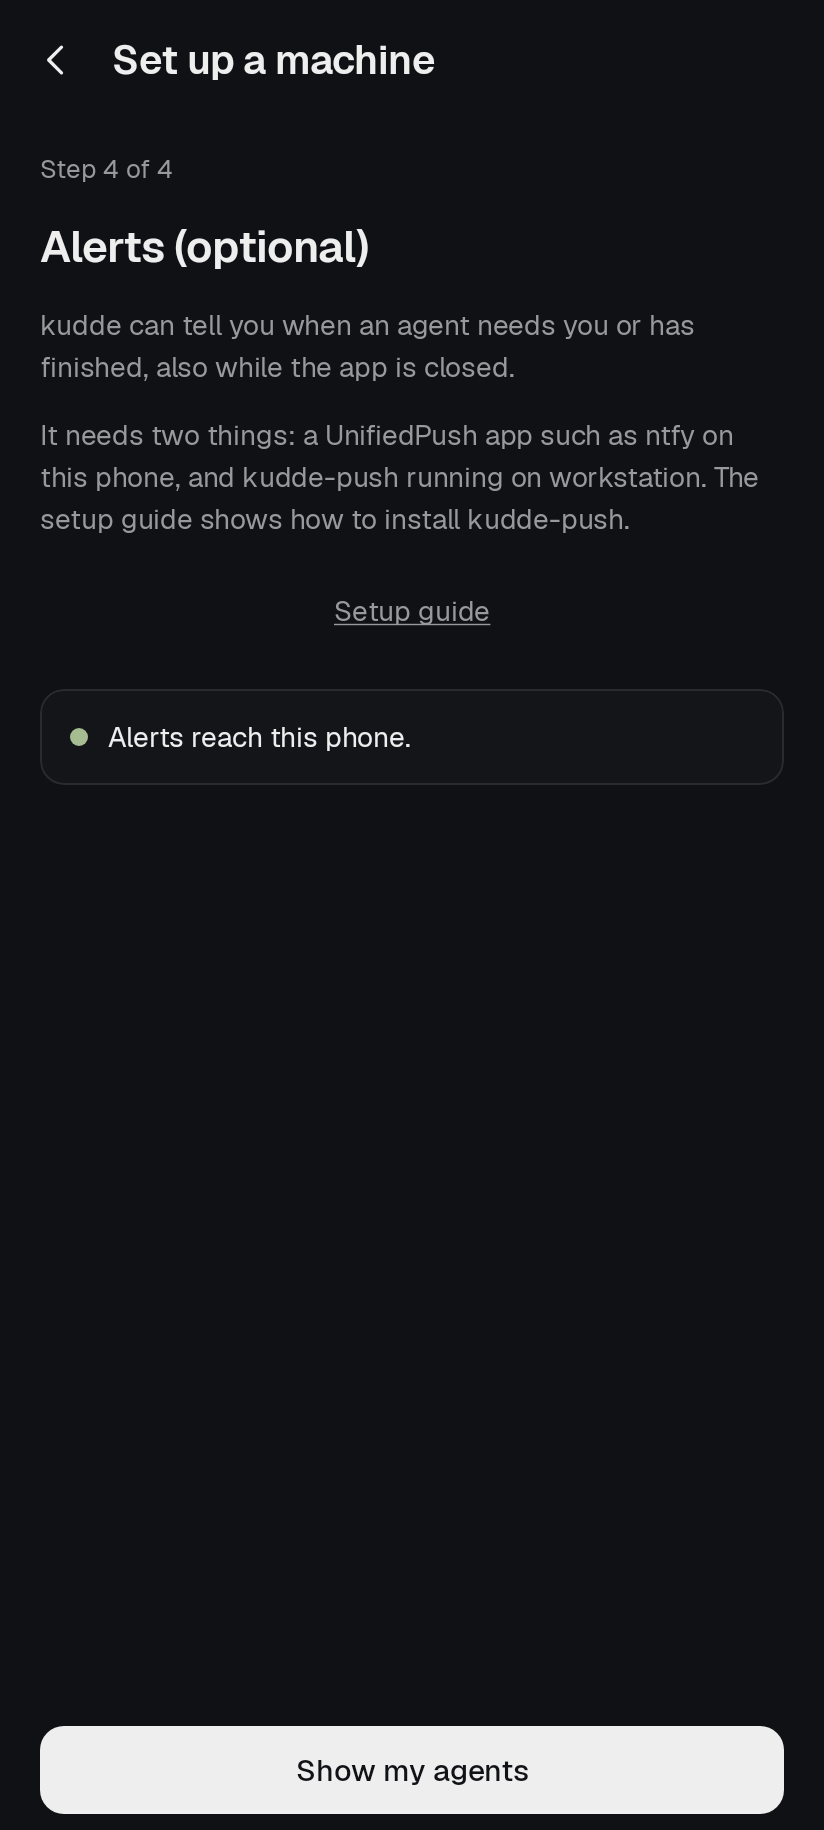 Set up a machine
Step 4 of 4
Alerts (optional)
kudde can tell you when an agent needs you or has
finished, also while the app is closed.
It needs two things: a UnifiedPush app such as ntfy on
this phone, and kudde-push running on workstation. The
setup guide shows how to install kudde-push.
Setup guide
Alerts reach this phone.
Show my agents